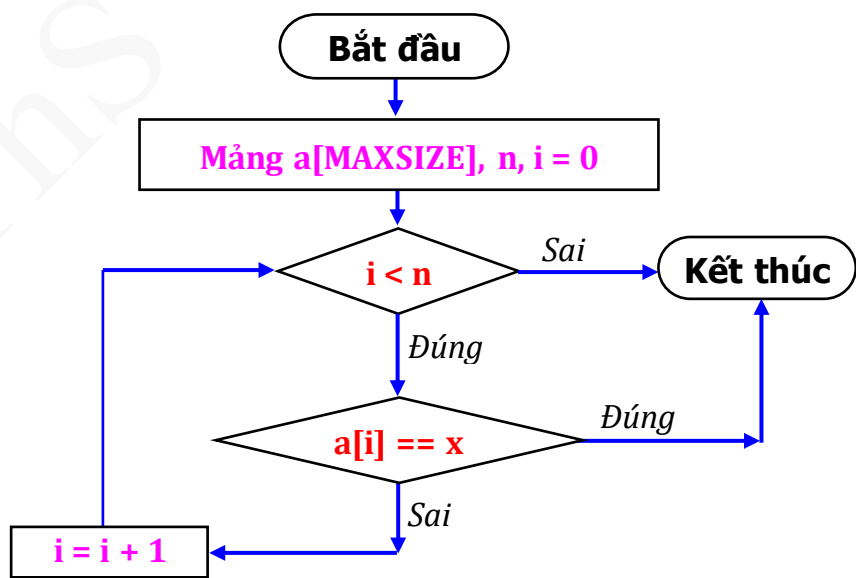 Bắt đầu
Mảng a[MAXSIZE], n, i = 0
i < n
Sai
Kết thúc
Đúng
a[i] == x
Đúng
Sai
i = i + 1